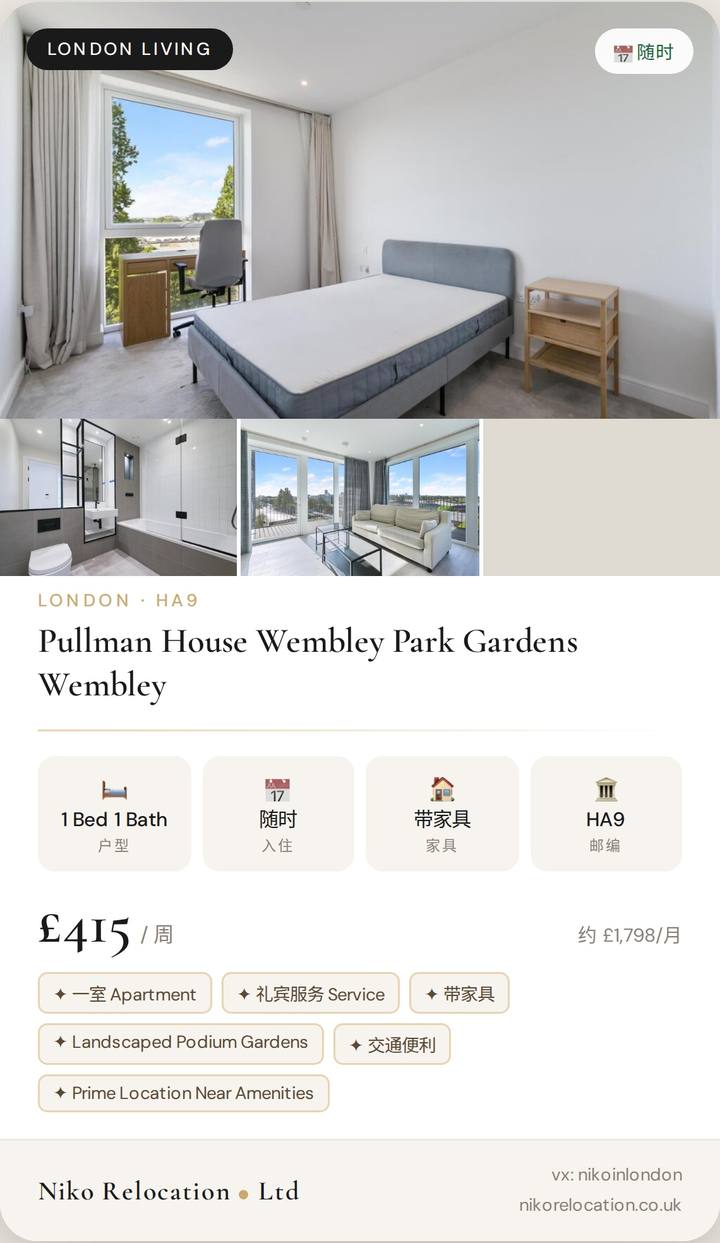 LONDON LIVING
📅 随时
LONDON · HA9
Pullman House Wembley Park Gardens
Wembley
1 Bed 1 Bath
户型
17
随时
入住
带家具
家具
HA9
邮编
£415 / 周
约 £1,798/月
✦ 一室 Apartment
✦ 礼宾服务 Service
✦ 带家具
✦ Landscaped Podium Gardens
✦ 交通便利
✦ Prime Location Near Amenities
Niko Relocation • Ltd
vx: nikoinlondon
nikorelocation.co.uk